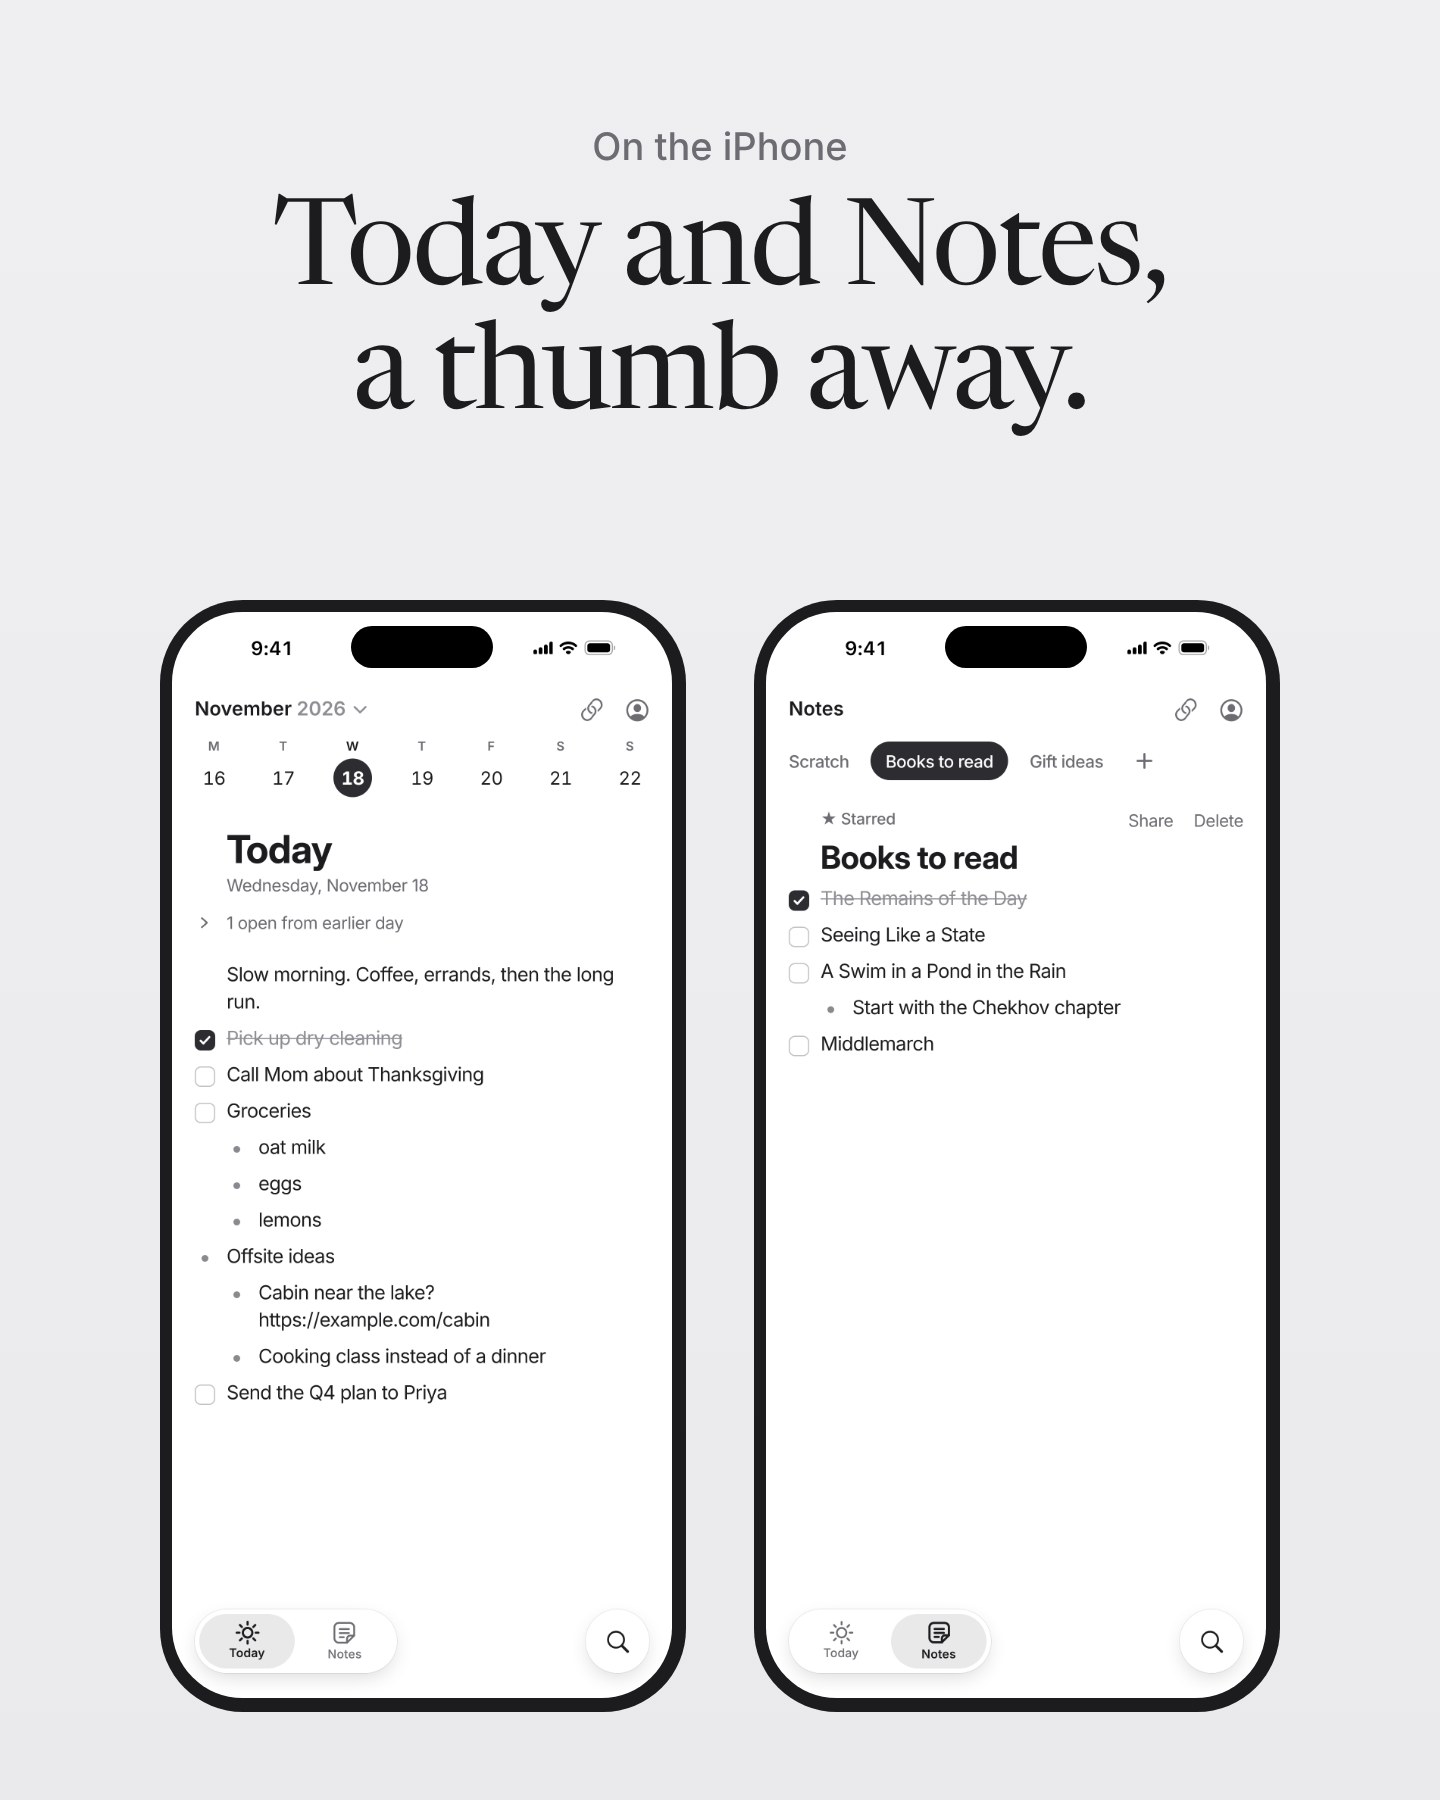 On the iPhone
Today and Notes,
a thumb away.
9:41
November 2026
M T W T F S S
16 17 18 19 20 21 22
Today
Wednesday, November 18
1 open from earlier day
Slow morning. Coffee, errands, then the long
run.
Pick up dry cleaning
Call Mom about Thanksgiving
Groceries
oat milk
eggs
lemons
Offsite ideas
Cabin near the lake?
https://example.com/cabin
Cooking class instead of a dinner
Send the Q4 plan to Priya
Today Notes
9:41
Notes
Scratch Books to read Gift ideas +
★ Starred Share Delete
Books to read
The Remains of the Day
Seeing Like a State
A Swim in a Pond in the Rain
Start with the Chekhov chapter
Middlemarch
Today Notes